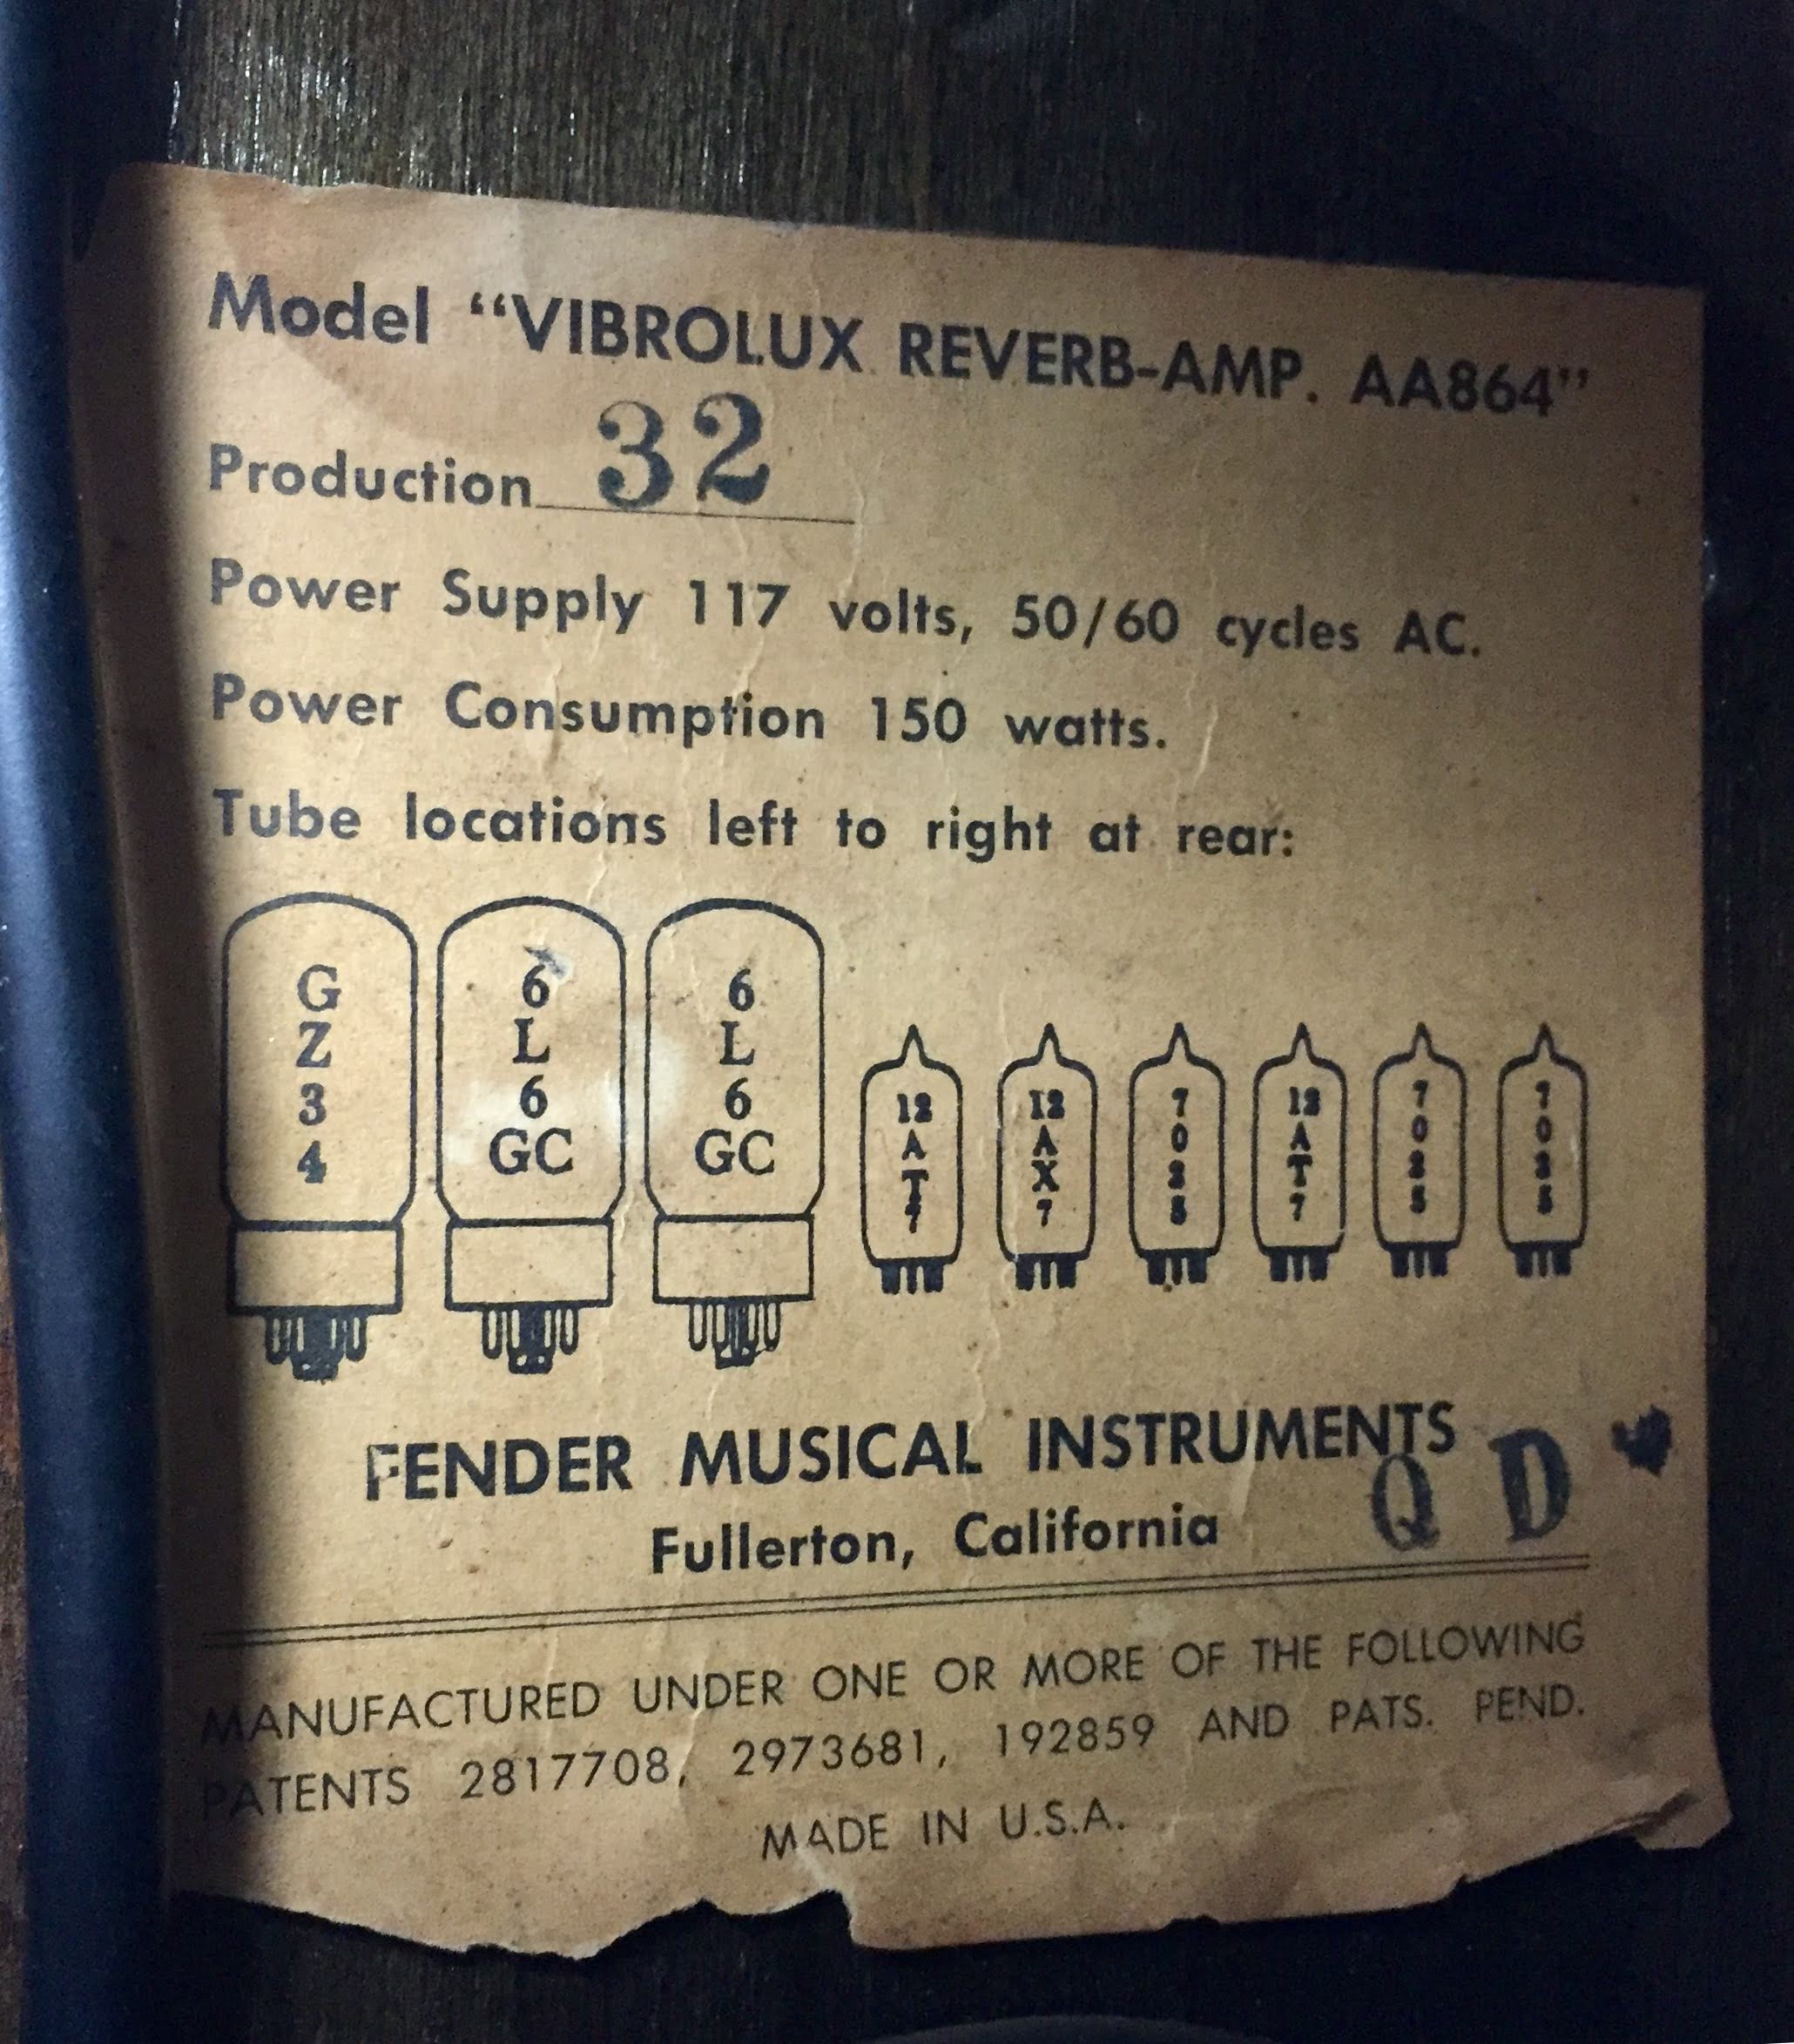 Model “VIBROLUX REVERB-AMP. AA864”
Production 32
Power Supply 117 volts, 50/60 cycles AC.
Power Consumption 150 watts.
Tube locations left to right at rear:
GZ34 6L6GC 6L6GC 12AT7 12AX7 7025 12AT7 7025 7025
FENDER MUSICAL INSTRUMENTS
Q D
Fullerton, California
MANUFACTURED UNDER ONE OR MORE OF THE FOLLOWING
PATENTS 2817708, 2973681, 192859 AND PATS. PEND.
MADE IN U.S.A.